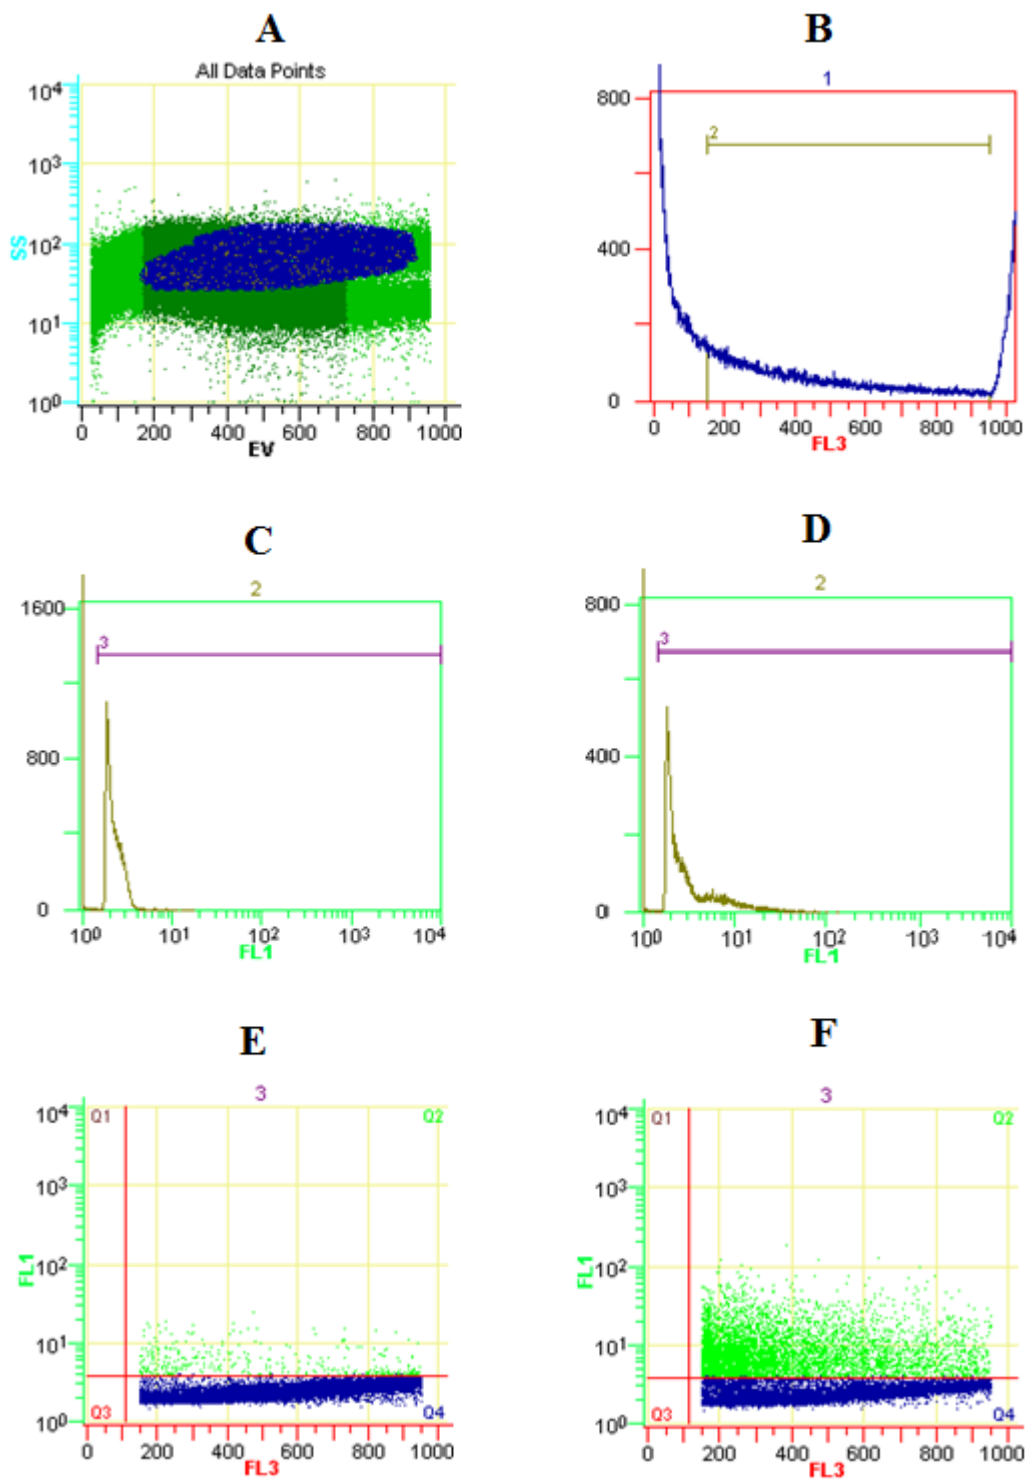 A
B
All Data Points
10⁴
10³
10²
10¹
10⁰
SS
0 200 400 600 800 1000
EV
1
800
400
0
2
0 200 400 600 800 1000
FL3
C
D
2
1600
800
0
3
10⁰ 10¹ 10² 10³ 10⁴
FL1
2
800
400
0
3
10⁰ 10¹ 10² 10³ 10⁴
FL1
E
F
3
10⁴
10³
10²
10¹
10⁰
FL1
Q1 Q2
Q3 Q4
0 200 400 600 800 1000
FL3
3
10⁴
10³
10²
10¹
10⁰
FL1
Q1 Q2
Q3 Q4
0 200 400 600 800 1000
FL3